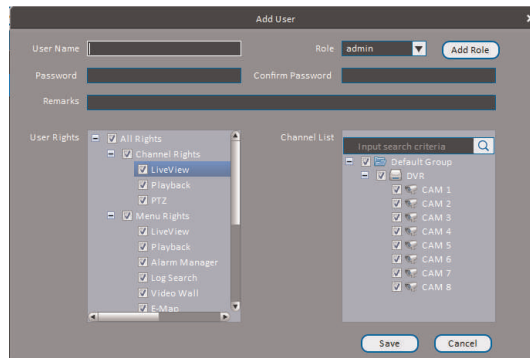 Add User
User Name
Role admin Add Role
Password Confirm Password
Remarks
User Rights
All Rights
Channel Rights
LiveView
Playback
PTZ
Menu Rights
LiveView
Playback
Alarm Manager
Log Search
Video Wall
E-Map
Channel List
Input search criteria
Default Group
DVR
CAM 1
CAM 2
CAM 3
CAM 4
CAM 5
CAM 6
CAM 7
CAM 8
Save Cancel